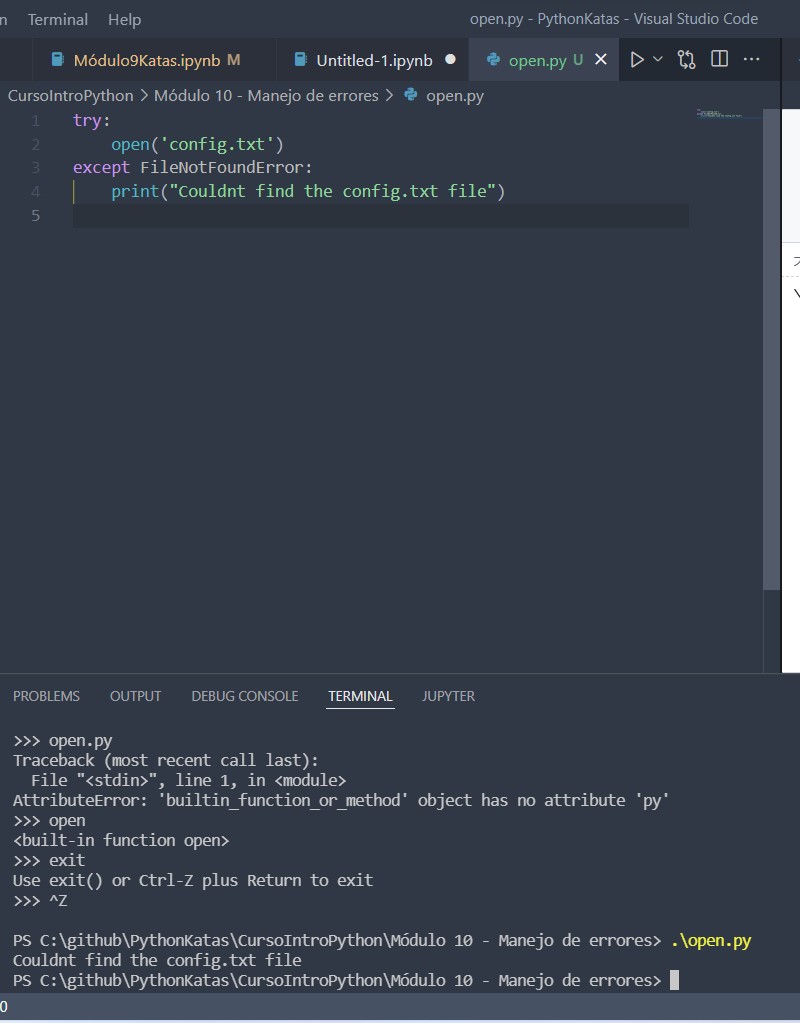 n Terminal Help open.py - PythonKatas - Visual Studio Code
Módulo9Katas.ipynb M Untitled-1.ipynb open.py U
CursoIntroPython > Módulo 10 - Manejo de errores > open.py
1 try:
2 open('config.txt')
3 except FileNotFoundError:
4 print("Couldnt find the config.txt file")
5
PROBLEMS OUTPUT DEBUG CONSOLE TERMINAL JUPYTER
>>> open.py
Traceback (most recent call last):
File "<stdin>", line 1, in <module>
AttributeError: 'builtin_function_or_method' object has no attribute 'py'
>>> open
<built-in function open>
>>> exit
Use exit() or Ctrl-Z plus Return to exit
>>> ^Z
PS C:\github\PythonKatas\CursoIntroPython\Módulo 10 - Manejo de errores> .\open.py
Couldnt find the config.txt file
PS C:\github\PythonKatas\CursoIntroPython\Módulo 10 - Manejo de errores>
0